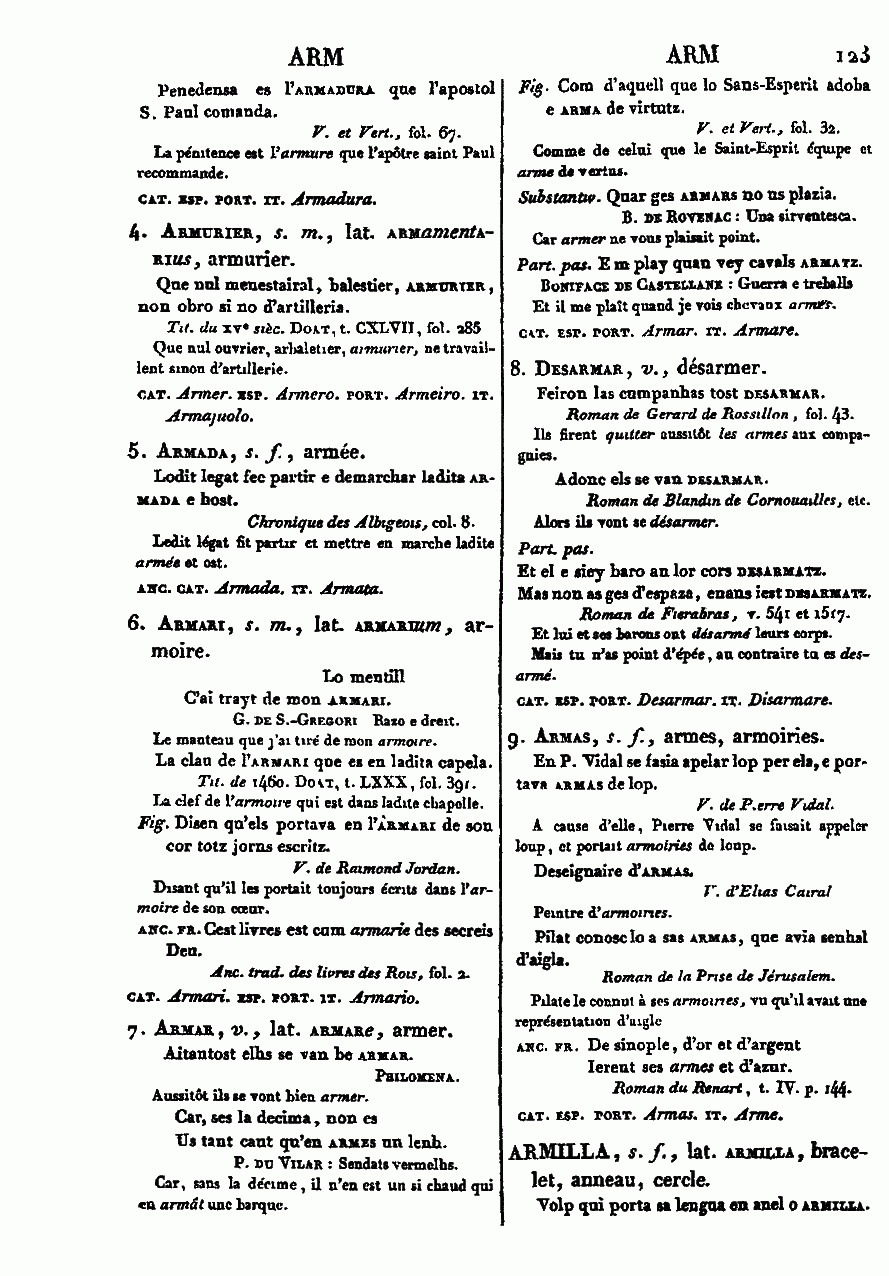 ARM
Penedensa es l'ARMADURA que l'apostol
S. Paul comanda.
V. et Vert., fol. 67.
La pénitence est l'armure que l'apôtre saint Paul
recommande.
CAT. ESP. PORT. IT. Armadura.
4. ARMURIER, s. m., lat. ARMamentA-
RIus, armurier.
Que nul menestairal, balestier, ARMURIER,
non obro si no d'artilleria.
Tit. du XVe sièc. DOAT, t. CXLVII, fol. 285
Que nul ouvrier, arbaletier, armurier, ne travail-
lent sinon d'artillerie.
CAT. Armer. ESP. Armero. PORT. Armeiro. IT.
Armajuolo.
5. ARMADA, s. f., armée.
Lodit legat fec partir e demarchar ladita AR-
MADA e host.
Chronique des Albigeois, col. 8.
Ledit légat fit partir et mettre en marche ladite
armée et ost.
ANC. CAT. Armada. IT. Armata.
6. ARMARI, s. m., lat. ARMARIum, ar-
moire.
Lo mentill
C'ai trayt de mon ARMARI.
G. DE S.-GREGORI Razo e dreit.
Le manteau que j'ai tiré de mon armoire.
La clau de l'ARMARI que es en ladita capela.
Tit. de 1460. DOAT, t. LXXX, fol. 391.
La clef de l'armoire qui est dans ladite chapelle.
Fig. Disen qu'els portava en l'ARMARI de son
cor totz jorns escritz.
V. de Raimond Jordan.
Disant qu'il les portait toujours écrits dans l'ar-
moire de son cœur.
ANC. FR. Cest livres est cum armarie des secreis
Deu.
Anc. trad. des livres des Rois, fol. 2.
CAT. Armari. ESP. PORT. IT. Armario.
7. ARMAR, v., lat. ARMARe, armer.
Aitantost elhs se van be ARMAR.
PHILOMENA.
Aussitôt ils se vont bien armer.
Car, ses la decima, non es
Us tant caut qu'en ARMES un lenh.
P. DU VILAR : Sendats vermelhs.
Car, sans la décime, il n'en est un si chaud qui
en armât une barque.
ARM 123
Fig. Com d'aquell que lo Sans-Esperit adoba
e ARMA de virtutz.
V. et Vert., fol. 32.
Comme de celui que le Saint-Esprit équipe et
arme de vertus.
Substantiv. Quar ges ARMARS no us plazia.
B. DE ROVENAC : Una sirventesca.
Car armer ne vous plaisait point.
Part. pas. E m play quan vey cavals ARMATZ.
BONIFACE DE CASTELLANE : Guerra e treballs
Et il me plaît quand je vois chevaux armés.
CAT. ESP. PORT. Armar. IT. Armare.
8. DESARMAR, v., désarmer.
Feiron las cumpanhas tost DESARMAR.
Roman de Gerard de Rossillon, fol. 43.
Ils firent quitter aussitôt les armes aux compa-
gnies.
Adonc els se van DESARMAR.
Roman de Blandin de Cornouailles, etc.
Alors ils vont se désarmer.
Part. pas.
Et el e siey baro an lor cors DESARMATZ.
Mas non as ges d'espaza, enans iest DESARMATZ.
Roman de Fierabras, v. 541 et 1517.
Et lui et ses barons ont désarmé leurs corps.
Mais tu n'as point d'épée, au contraire tu es des-
armé.
CAT. ESP. PORT. Desarmar. IT. Disarmare.
9. ARMAS, s. f., armes, armoiries.
En P. Vidal se fasia apelar lop per ela, e por-
tava ARMAS de lop.
V. de Pierre Vidal.
A cause d'elle, Pierre Vidal se faisait appeler
loup, et portait armoiries de loup.
Deseignaire d'ARMAS.
V. d'Elias Cairal
Peintre d'armoiries.
Pilat conosc lo a sas ARMAS, que avia senhal
d'aigla.
Roman de la Prise de Jérusalem.
Pilate le connut à ses armoiries, vu qu'il avait une
représentation d'aigle
ANC. FR. De sinople, d'or et d'argent
Ierent ses armes et d'azur.
Roman du Renart, t. IV. p. 144.
CAT. ESP. PORT. Armas. IT. Arme.
ARMILLA, s. f., lat. ARMILLA, brace-
let, anneau, cercle.
Volp qui porta sa lengua en anel o ARMILLA.